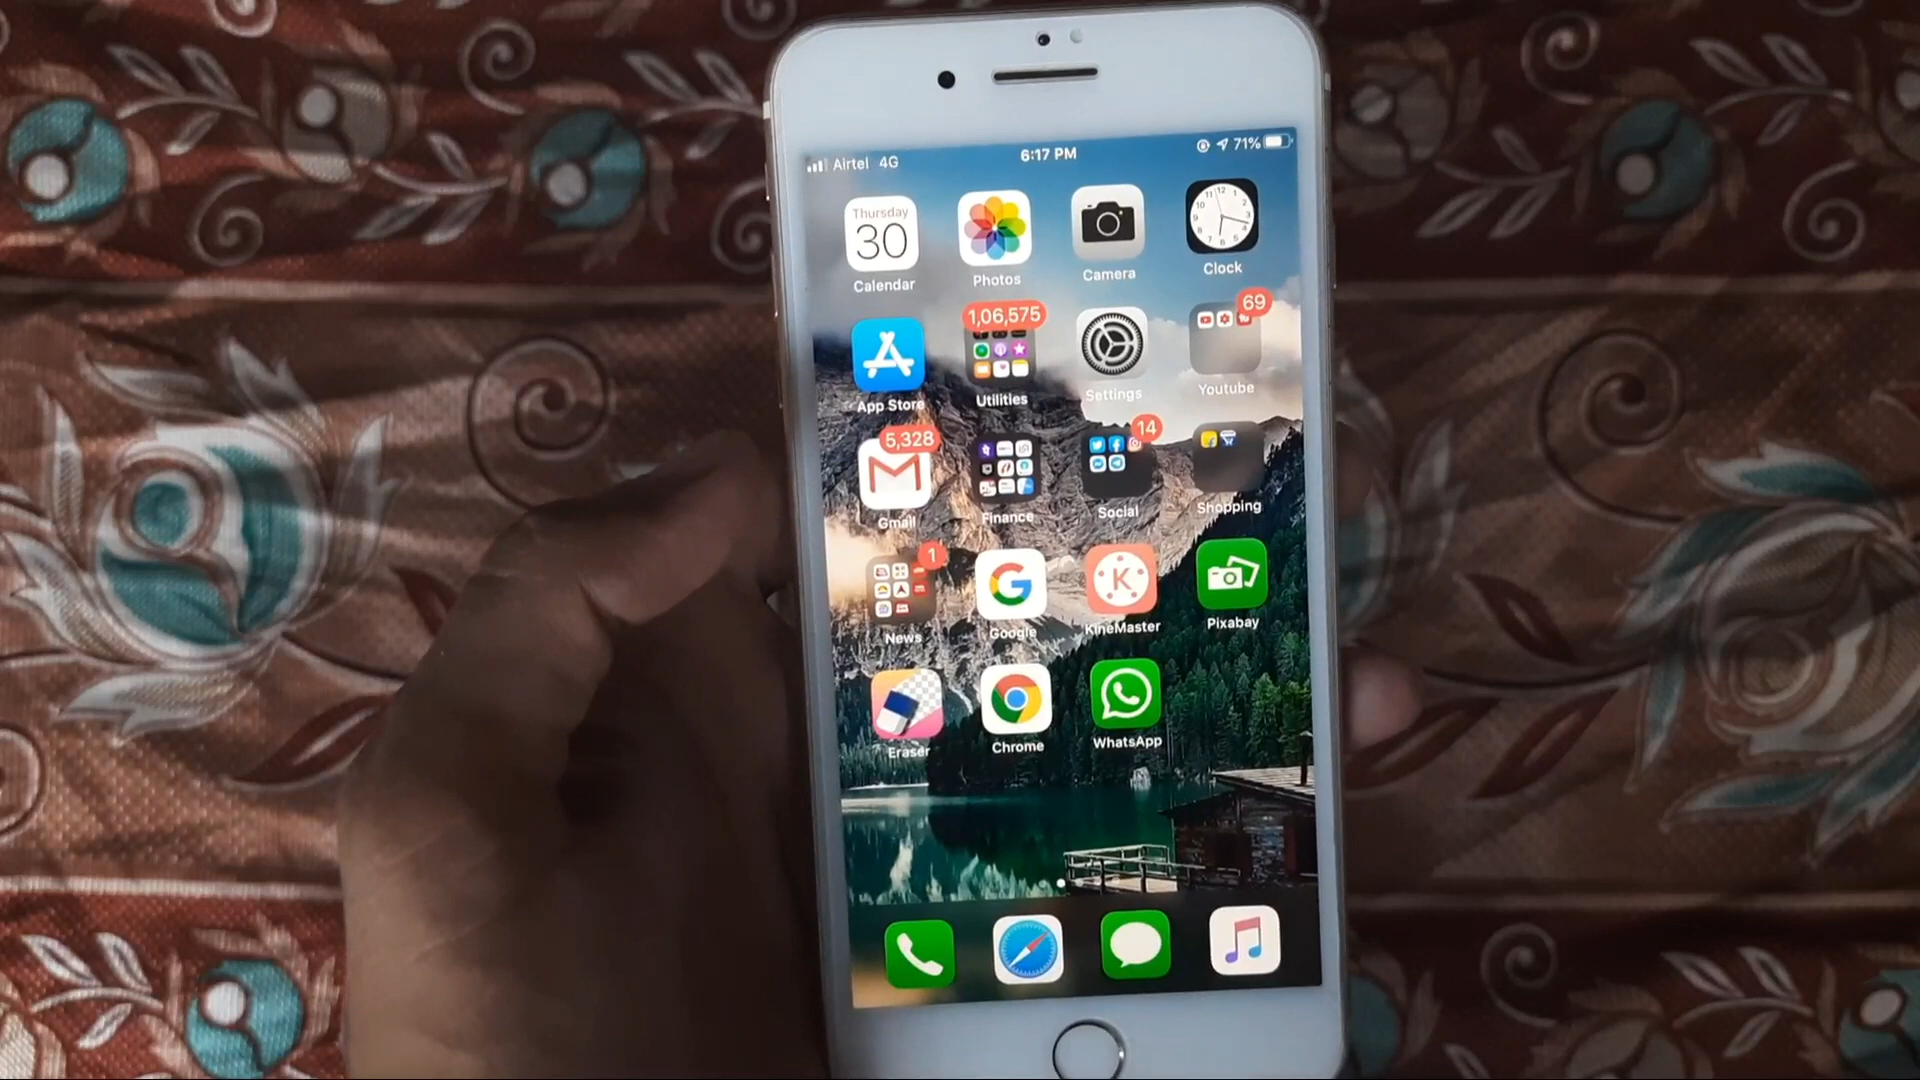 Airtel 4G 6:17 PM 71%
Thursday
30
Calendar Photos Camera Clock
1,06,575 69
App Store Utilities Settings Youtube
5,328 14
Gmail Finance Social Shopping
1
G K
News Google KineMaster Pixabay
Eraser Chrome WhatsApp